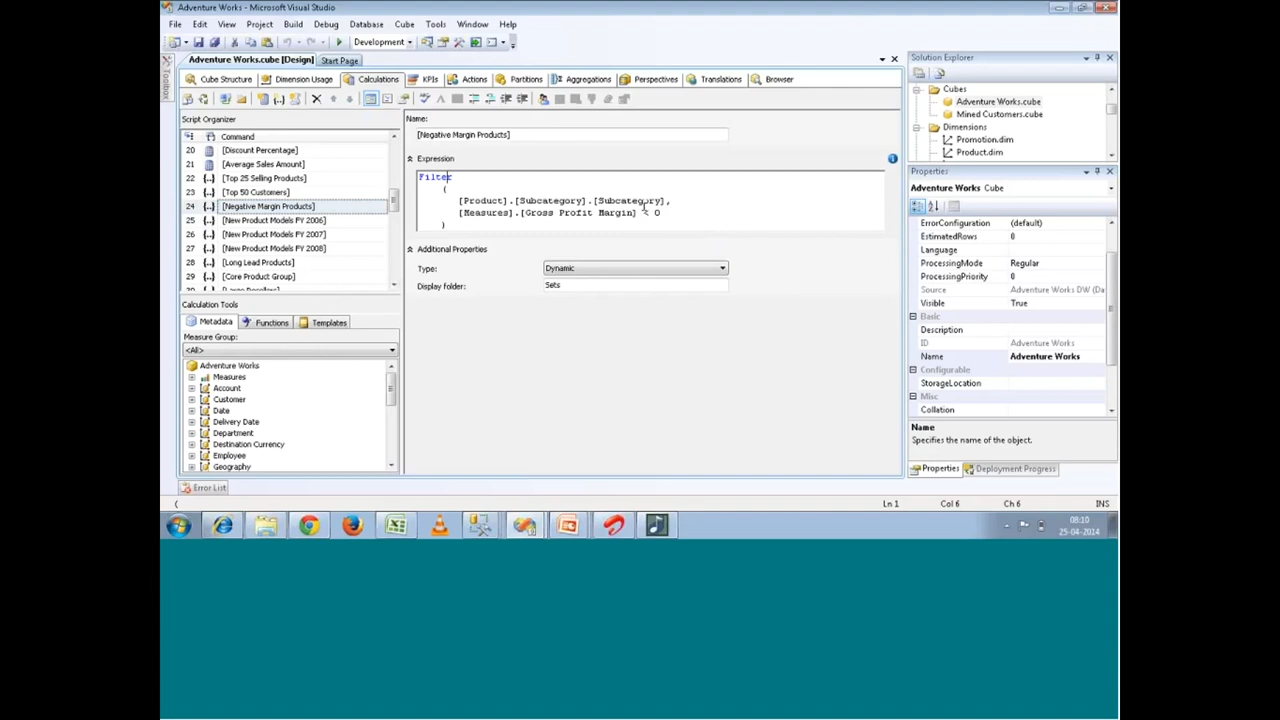 Adventure Works - Microsoft Visual Studio
File Edit View Project Build Debug Database Cube Tools Window Help
Development
Adventure Works.cube [Design] Start Page
Cube Structure Dimension Usage Calculations KPIs Actions Partitions Aggregations Perspectives Translations Browser
Toolbox
Script Organizer
Command
20 [Discount Percentage]
21 [Average Sales Amount]
22 {..} [Top 25 Selling Products]
23 {..} [Top 50 Customers]
24 {..} [Negative Margin Products]
25 {..} [New Product Models FY 2006]
26 {..} [New Product Models FY 2007]
27 {..} [New Product Models FY 2008]
28 {..} [Long Lead Products]
29 {..} [Core Product Group]
Calculation Tools
Metadata Functions Templates
Measure Group:
<All>
Adventure Works
Measures
Account
Customer
Date
Delivery Date
Department
Destination Currency
Employee
Geography
Name:
[Negative Margin Products]
Expression
Filter
(
[Product].[Subcategory].[Subcategory],
[Measures].[Gross Profit Margin] < 0
)
Additional Properties
Type: Dynamic
Display folder: Sets
Solution Explorer
Cubes
Adventure Works.cube
Mined Customers.cube
Dimensions
Promotion.dim
Product.dim
Properties
Adventure Works Cube
ErrorConfiguration (default)
EstimatedRows 0
Language
ProcessingMode Regular
ProcessingPriority 0
Source Adventure Works DW (Da
Visible True
Basic
Description
ID Adventure Works
Name Adventure Works
Configurable
StorageLocation
Misc
Collation
Name
Specifies the name of the object.
Properties Deployment Progress
Error List
( Ln 1 Col 6 Ch 6 INS
08:10
25-04-2014